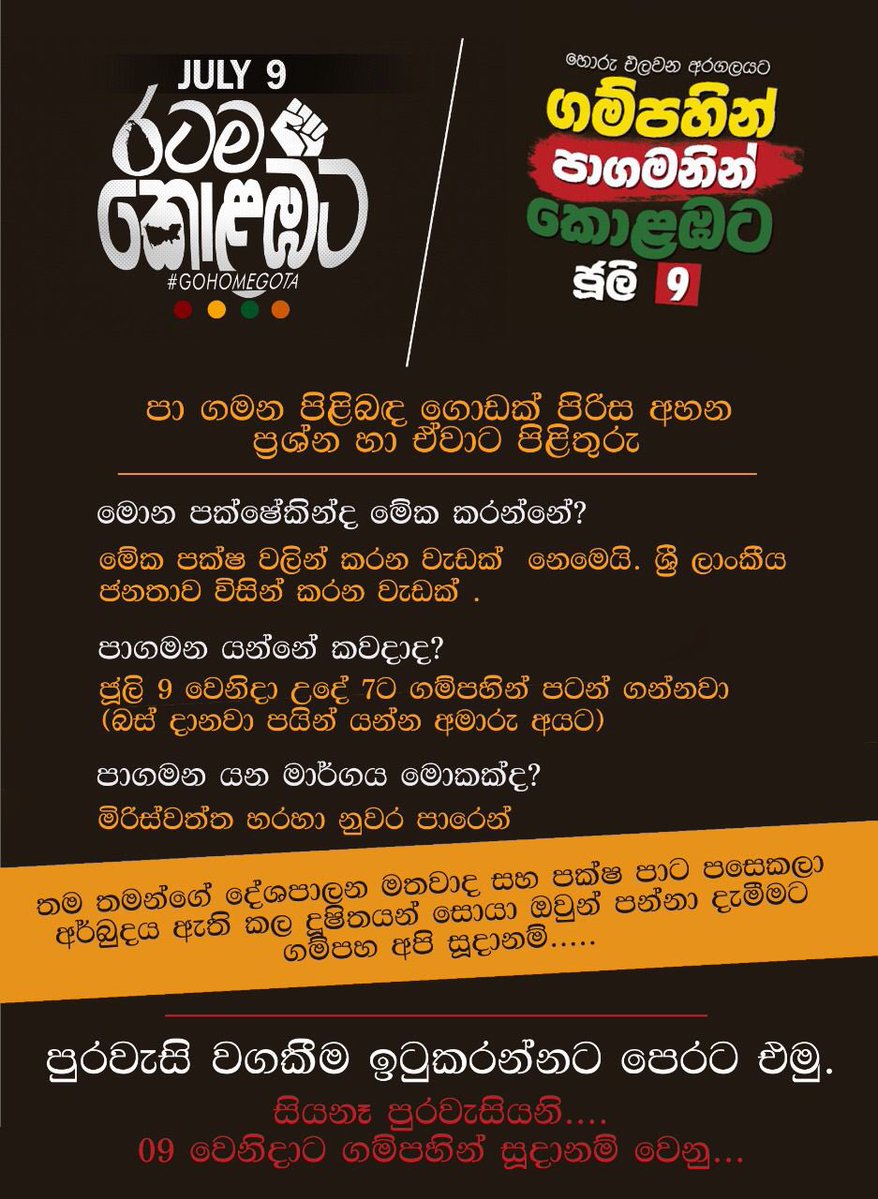 JULY 9
රටම
කොළඹට
#GOHOMEGOTA
හොරු එලවන අරගලයට
ගම්පහින්
පාගමනින්
කොළඹට
ජූලි 9
පා ගමන පිළිබඳ ගොඩක් පිරිස අහන
ප්‍රශ්න හා ඒවාට පිළිතුරු
මොන පක්ෂේකින්ද මේක කරන්නේ?
මේක පක්ෂ වලින් කරන වැඩක් නෙමෙයි. ශ්‍රී ලාංකීය
ජනතාව විසින් කරන වැඩක් .
පාගමන යන්නේ කවදාද?
ජූලි 9 වෙනිදා උදේ 7ට ගම්පහින් පටන් ගන්නවා
(බස් දානවා පයින් යන්න අමාරු අයට)
පාගමන යන මාර්ගය මොකක්ද?
මිරිස්වත්ත හරහා නුවර පාරෙන්
තම තමන්ගේ දේශපාලන මතවාද සහ පක්ෂ පාට පසෙකලා
අර්බුදය ඇති කල දූෂිතයන් සොයා ඔවුන් පන්නා දැමීමට
ගම්පහ අපි සූදානම්.....
පුරවැසි වගකීම ඉටුකරන්නට පෙරට එමු.
සියනෑ පුරවැසියනි....
09 වෙනිදාට ගම්පහින් සූදානම් වෙනු...